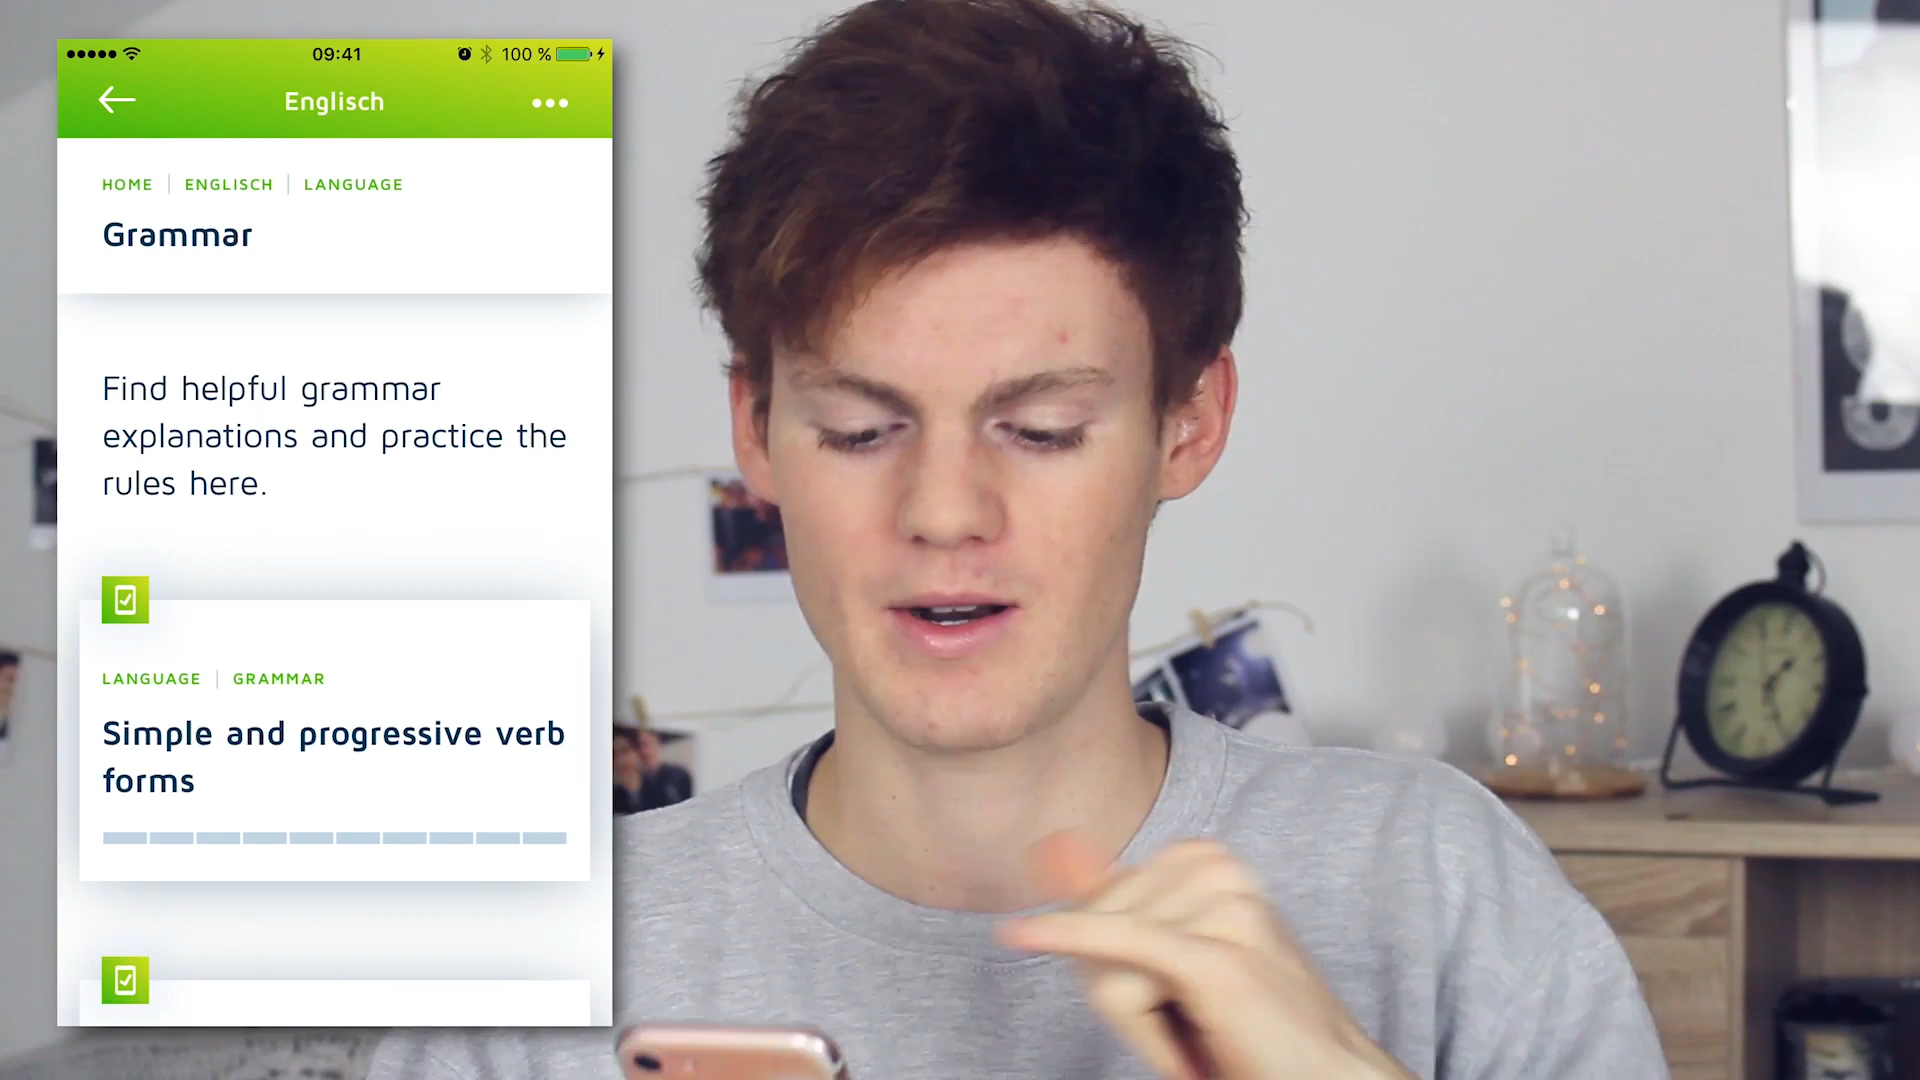 09:41
100 %
Englisch
HOME | ENGLISCH | LANGUAGE
Grammar
Find helpful grammar
explanations and practice the
rules here.
LANGUAGE | GRAMMAR
Simple and progressive verb
forms